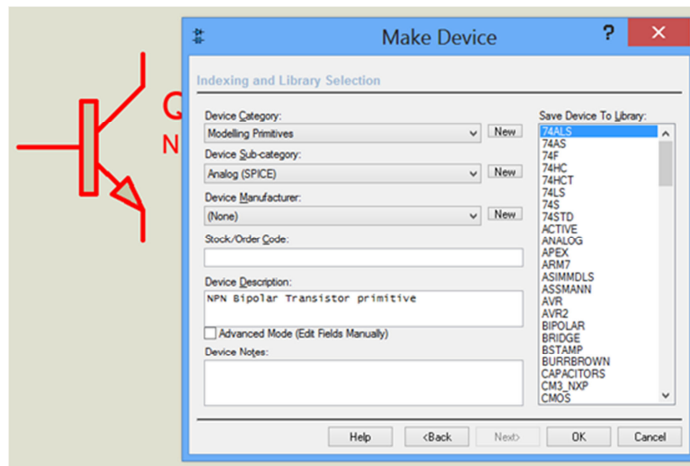 Make Device
?
X
Q
N
Indexing and Library Selection
Device Category:
Modelling Primitives
New
Device Sub-category:
Analog (SPICE)
New
Device Manufacturer:
(None)
New
Stock/Order Code:
Device Description:
NPN Bipolar Transistor primitive
Advanced Mode (Edit Fields Manually)
Device Notes:
Save Device To Library:
74ALS
74AS
74F
74HC
74HCT
74LS
74S
74STD
ACTIVE
ANALOG
APEX
ARM7
ASIMMDLS
ASSMANN
AVR
AVR2
BIPOLAR
BRIDGE
BSTAMP
BURRBROWN
CAPACITORS
CM3_NXP
CMOS
Help
<Back
Next>
OK
Cancel